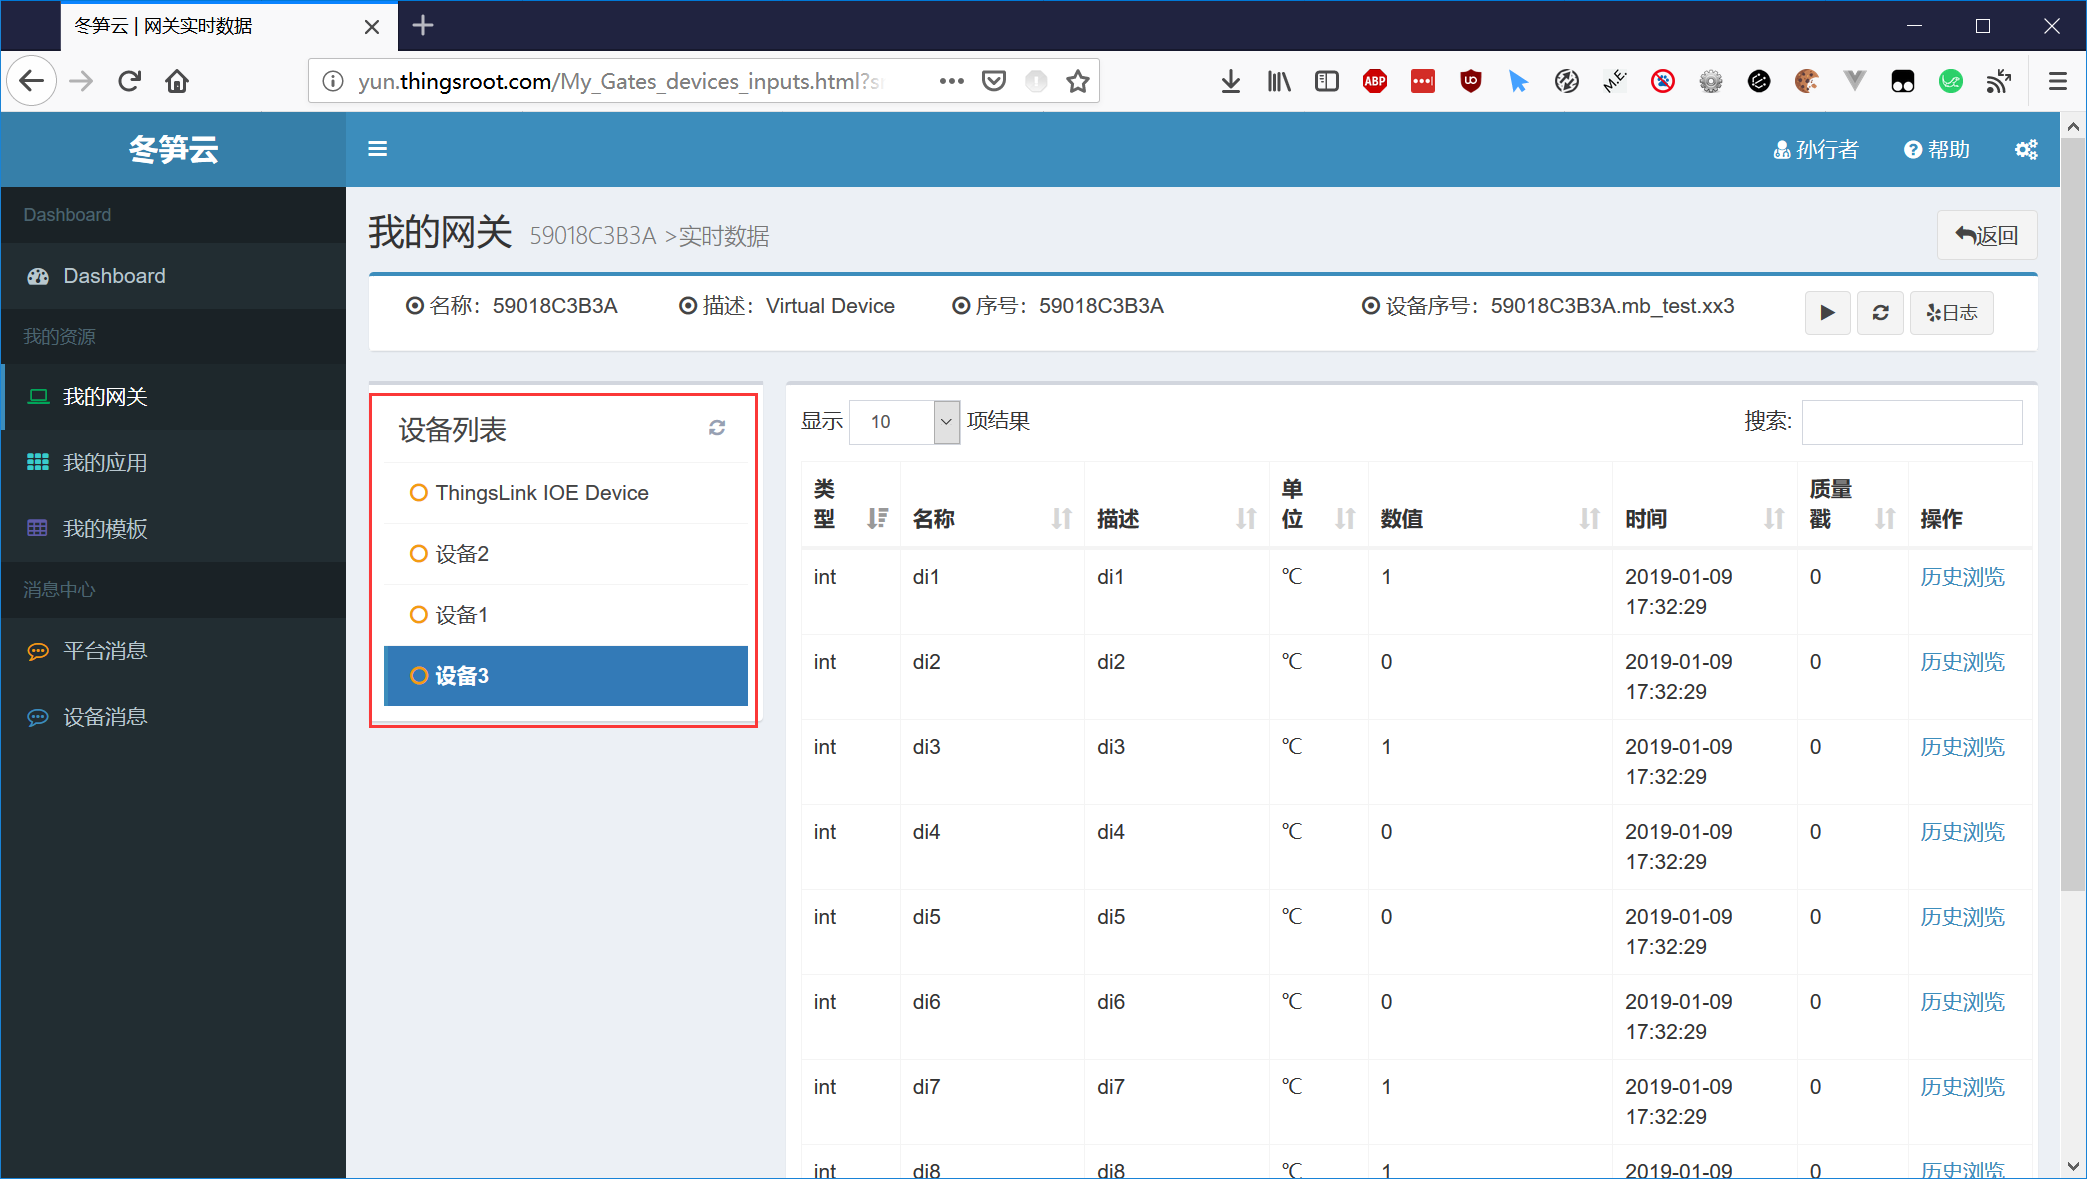 冬笋云 | 网关实时数据
yun.thingsroot.com/My_Gates_devices_inputs.html?s
冬笋云
孙行者
帮助
Dashboard
Dashboard
我的资源
我的网关
我的应用
我的模板
消息中心
平台消息
设备消息
我的网关 59018C3B3A >实时数据
返回
名称：59018C3B3A
描述：Virtual Device
序号：59018C3B3A
设备序号：59018C3B3A.mb_test.xx3
日志
设备列表
ThingsLink IOE Device
设备2
设备1
设备3
显示 10 项结果
搜索:
类型 名称 描述 单位 数值 时间 质量戳 操作
int di1 di1 ℃ 1 2019-01-09 17:32:29 0 历史浏览
int di2 di2 ℃ 0 2019-01-09 17:32:29 0 历史浏览
int di3 di3 ℃ 1 2019-01-09 17:32:29 0 历史浏览
int di4 di4 ℃ 0 2019-01-09 17:32:29 0 历史浏览
int di5 di5 ℃ 0 2019-01-09 17:32:29 0 历史浏览
int di6 di6 ℃ 0 2019-01-09 17:32:29 0 历史浏览
int di7 di7 ℃ 1 2019-01-09 17:32:29 0 历史浏览
int di8 di8 ℃ 1 2019-01-09 0 历史浏览